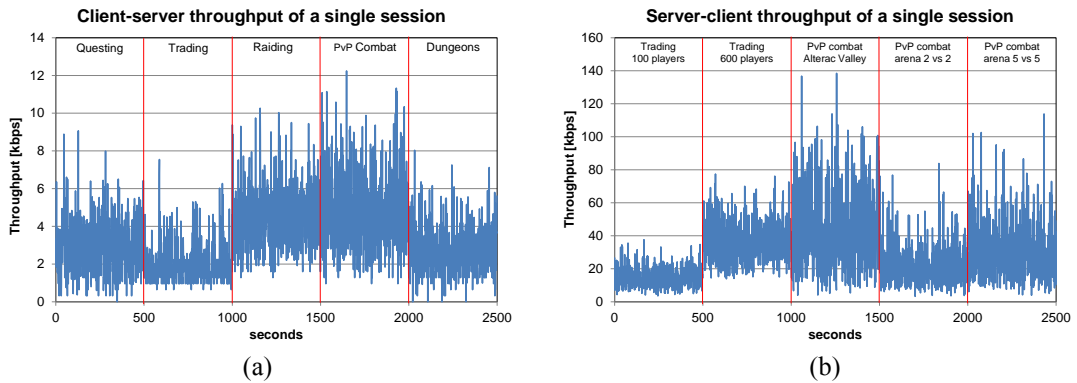 Client-server throughput of a single session
14
12
10
8
6
4
2
0
Throughput [kbps]
Questing
Trading
Raiding
PvP Combat
Dungeons
0
500
1000
1500
2000
2500
seconds
(a)
Server-client throughput of a single session
160
140
120
100
80
60
40
20
0
Throughput [kbps]
Trading
100 players
Trading
600 players
PvP combat
Alterac Valley
PvP combat
arena 2 vs 2
PvP combat
arena 5 vs 5
0
500
1000
1500
2000
2500
seconds
(b)